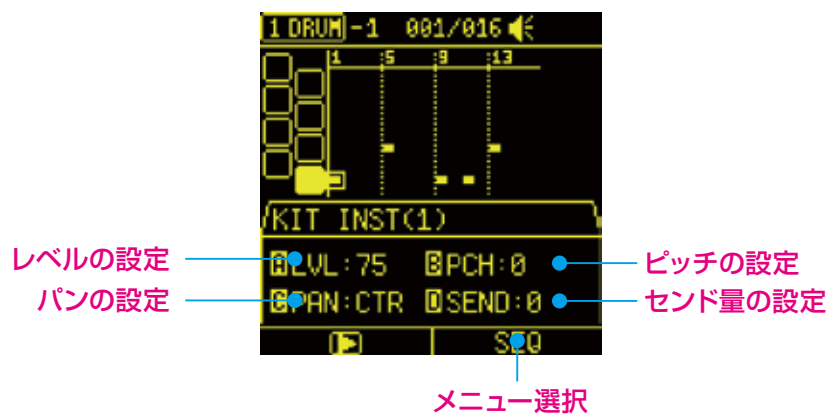 1 DRUM -1 001/016
1 5 9 13
KIT INST(1)
レベルの設定 A LVL:75 B PCH:0 ピッチの設定
パンの設定 C PAN:CTR D SEND:0 センド量の設定
SEQ
メニュー選択